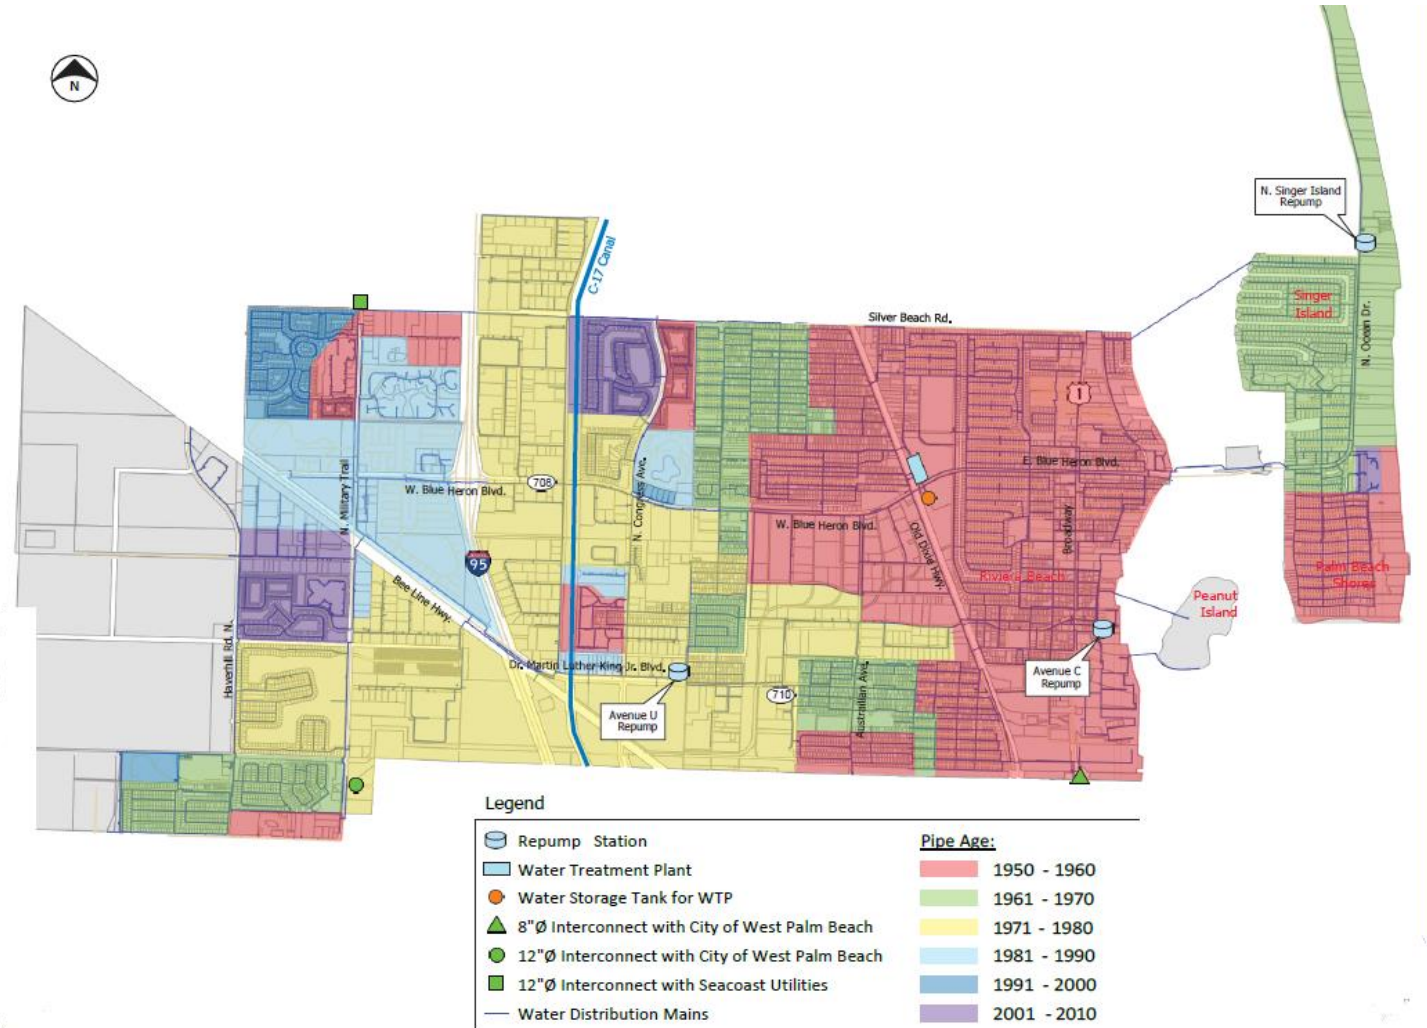 N
N. Singer Island
Repump
C-17 Canal
Singer
Island
N. Ocean Dr.
Silver Beach Rd.
1
E. Blue Heron Blvd.
N. Military Trail
W. Blue Heron Blvd.
708
N. Congress Ave.
W. Blue Heron Blvd.
Old Dixie Hwy.
Broadway
95
Bee Line Hwy.
Riviera Beach
Palm Beach
Shores
Peanut
Island
Haverhill Rd. N.
Dr. Martin Luther King Jr. Blvd.
710
Australian Ave.
Avenue C
Repump
Avenue U
Repump
Legend
Repump Station
Water Treatment Plant
Water Storage Tank for WTP
8"Ø Interconnect with City of West Palm Beach
12"Ø Interconnect with City of West Palm Beach
12"Ø Interconnect with Seacoast Utilities
Water Distribution Mains
Pipe Age:
1950 - 1960
1961 - 1970
1971 - 1980
1981 - 1990
1991 - 2000
2001 - 2010